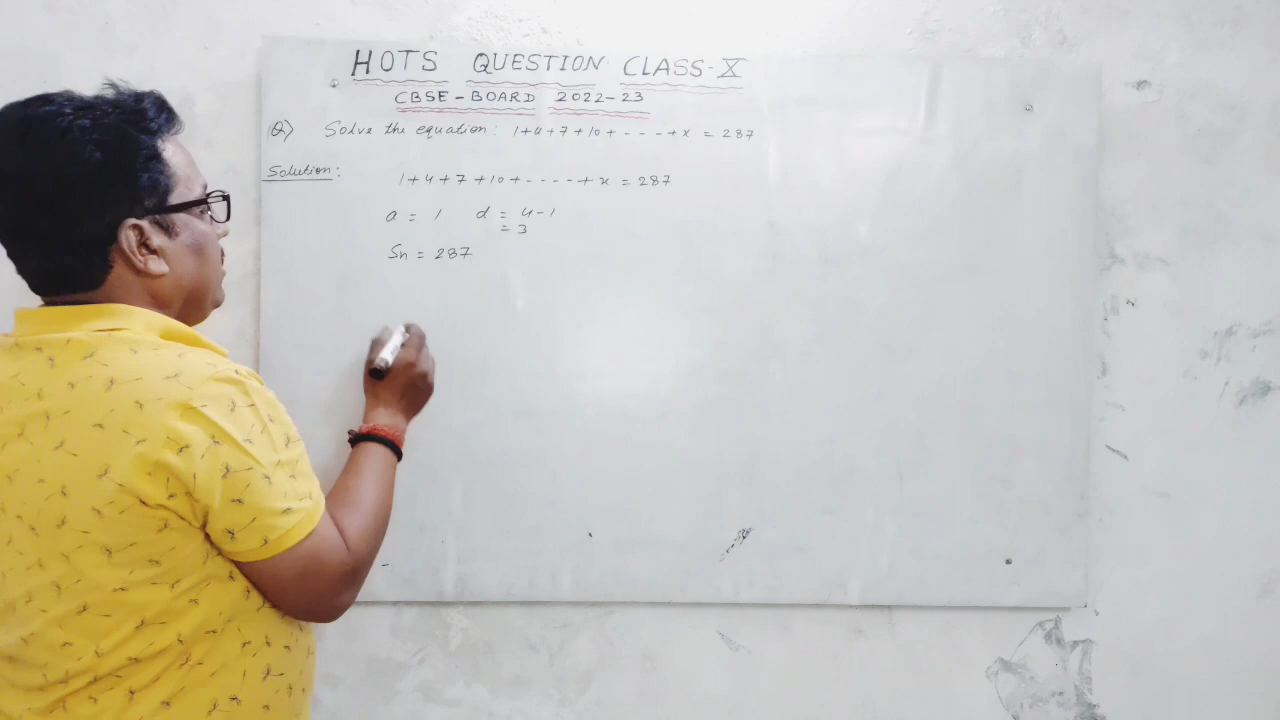 HOTS QUESTION CLASS-X
CBSE-BOARD 2022-23
Q) Solve the equation: 1+4+7+10+----+x = 287
Solution:
1+4+7+10+----+x = 287
a = 1 d = 4-1
= 3
Sn = 287